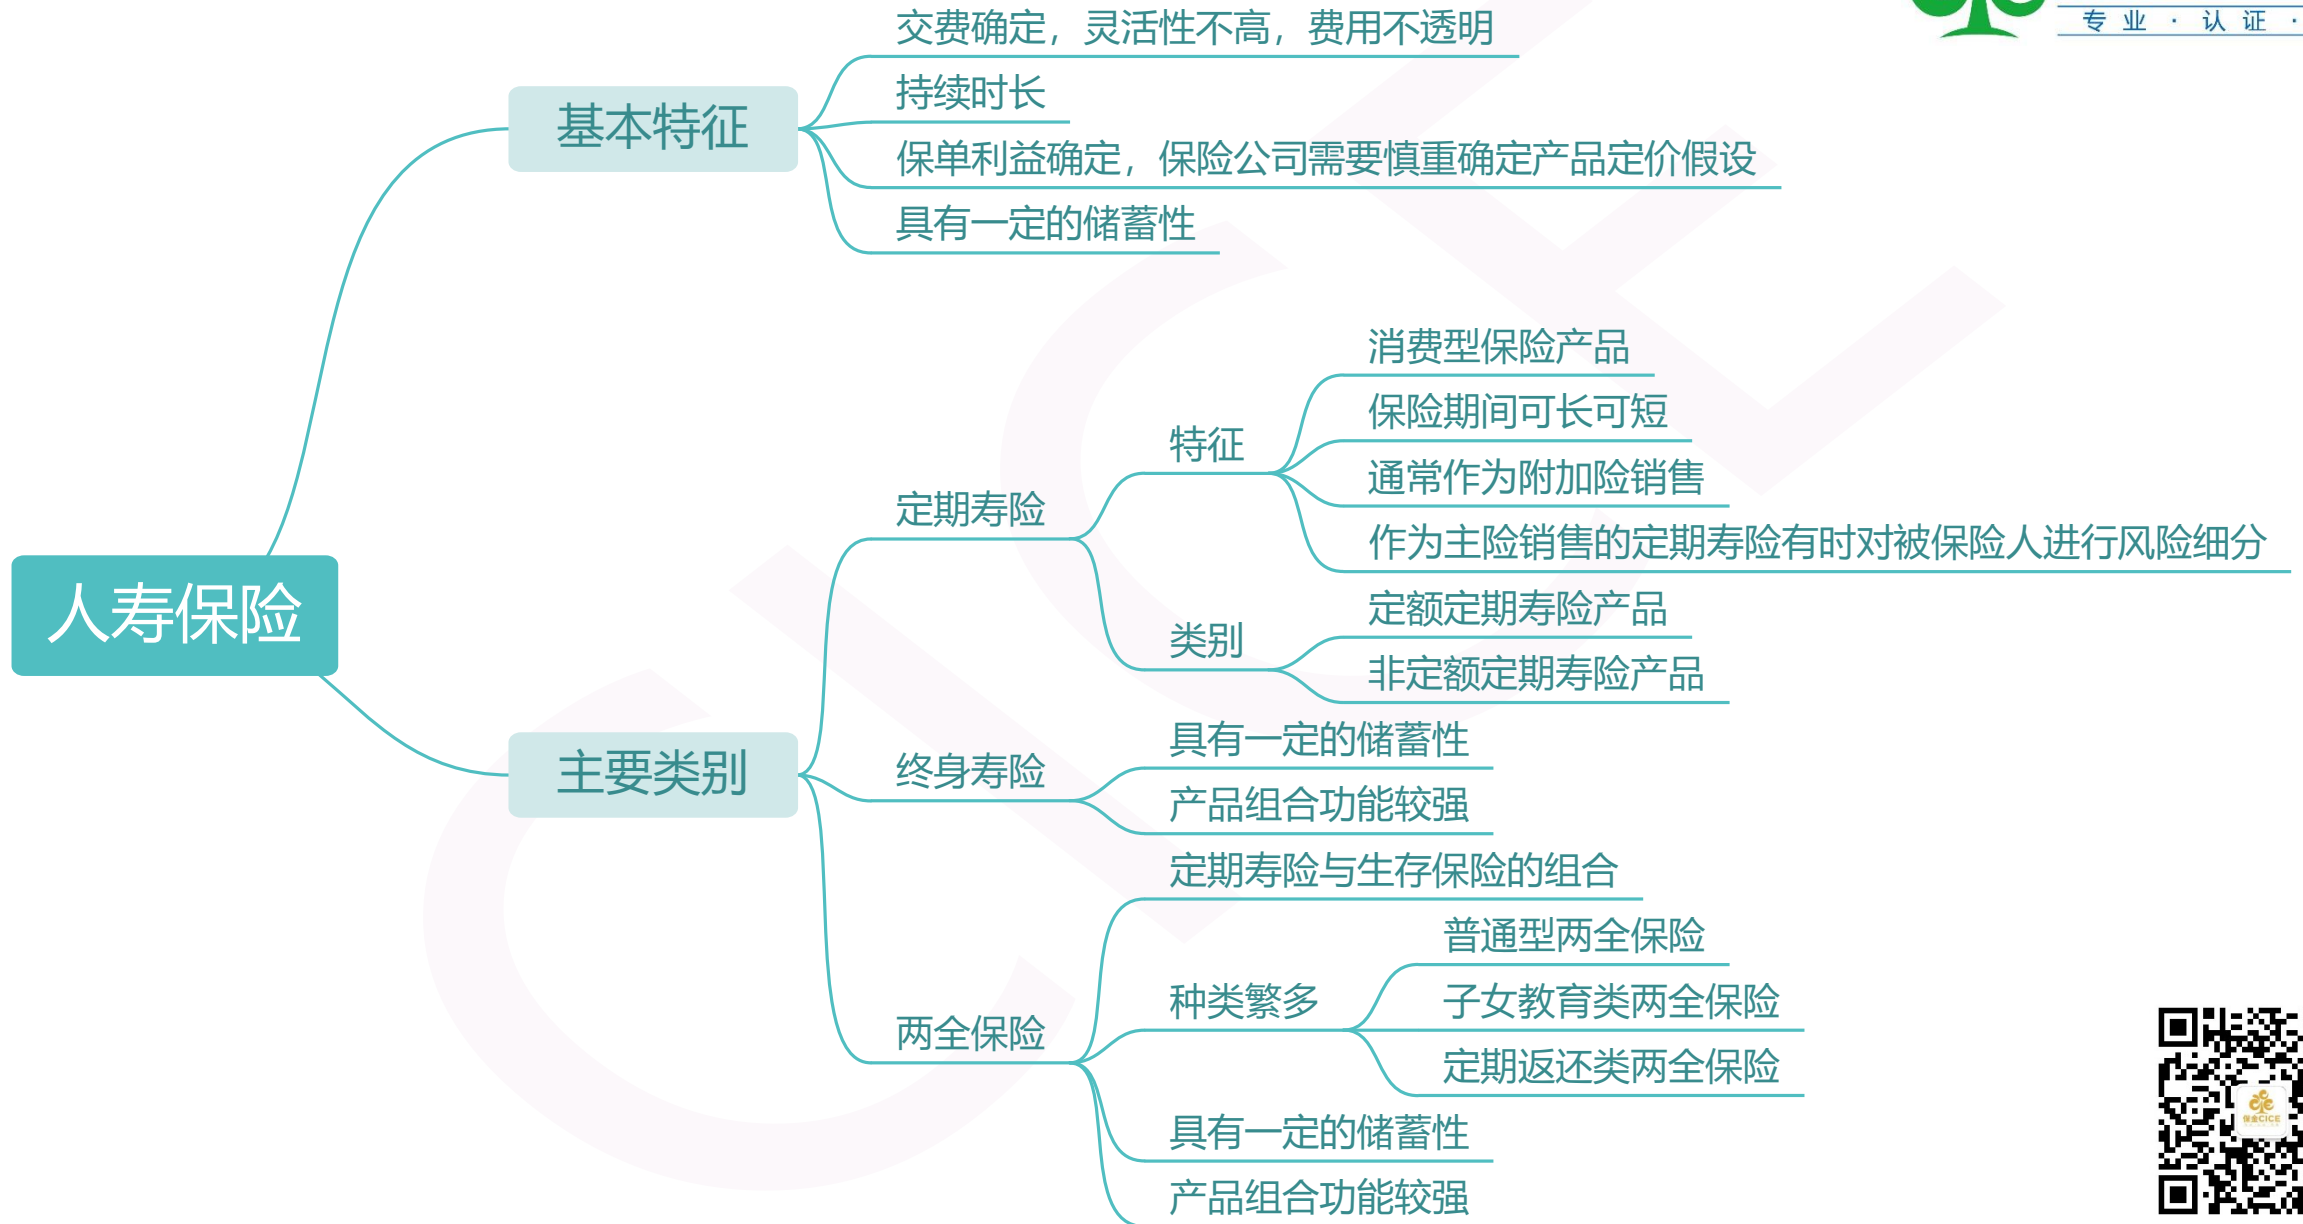 专 业 · 认 证 ·
交费确定，灵活性不高，费用不透明
持续时长
基本特征
保单利益确定，保险公司需要慎重确定产品定价假设
具有一定的储蓄性
消费型保险产品
保险期间可长可短
特征
通常作为附加险销售
定期寿险
作为主险销售的定期寿险有时对被保险人进行风险细分
定额定期寿险产品
类别
非定额定期寿险产品
人寿保险
主要类别
具有一定的储蓄性
终身寿险
产品组合功能较强
定期寿险与生存保险的组合
普通型两全保险
种类繁多
子女教育类两全保险
两全保险
定期返还类两全保险
具有一定的储蓄性
产品组合功能较强
保金CICE
CICE